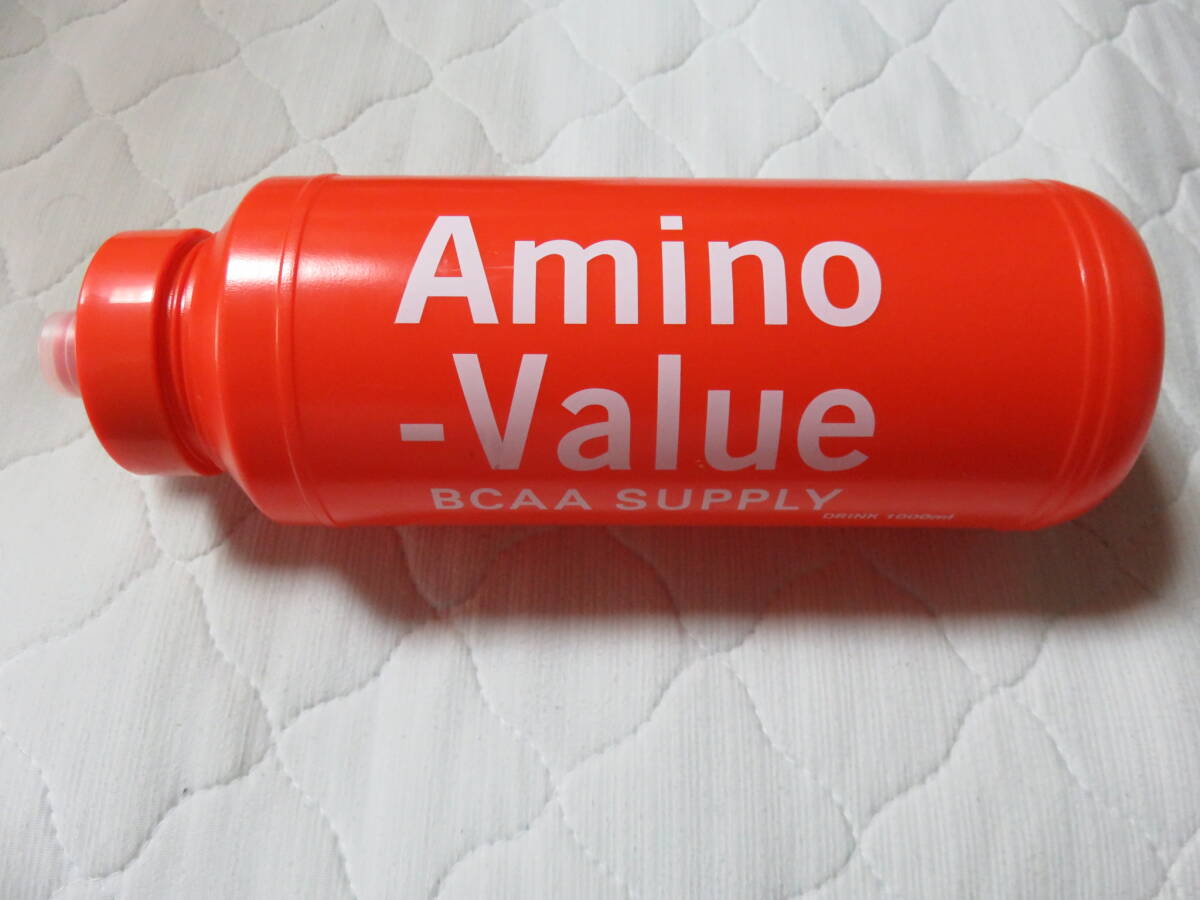 Amino
-Value
BCAA SUPPLY
DRINK 1000ml